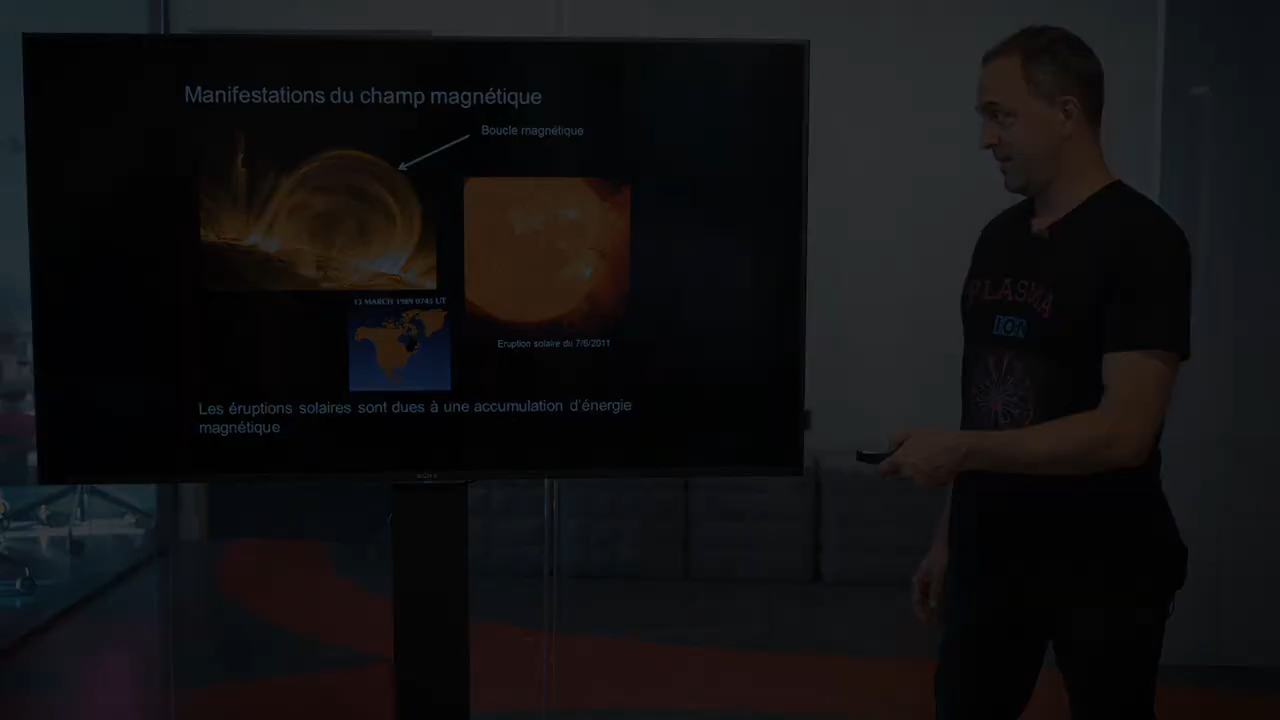 Manifestations du champ magnétique
Boucle magnétique
13 MARCH 1989 0745 UT
Eruption solaire du 7/6/2011
Les éruptions solaires sont dues à une accumulation d'énergie
magnétique
SONY
PLASMA